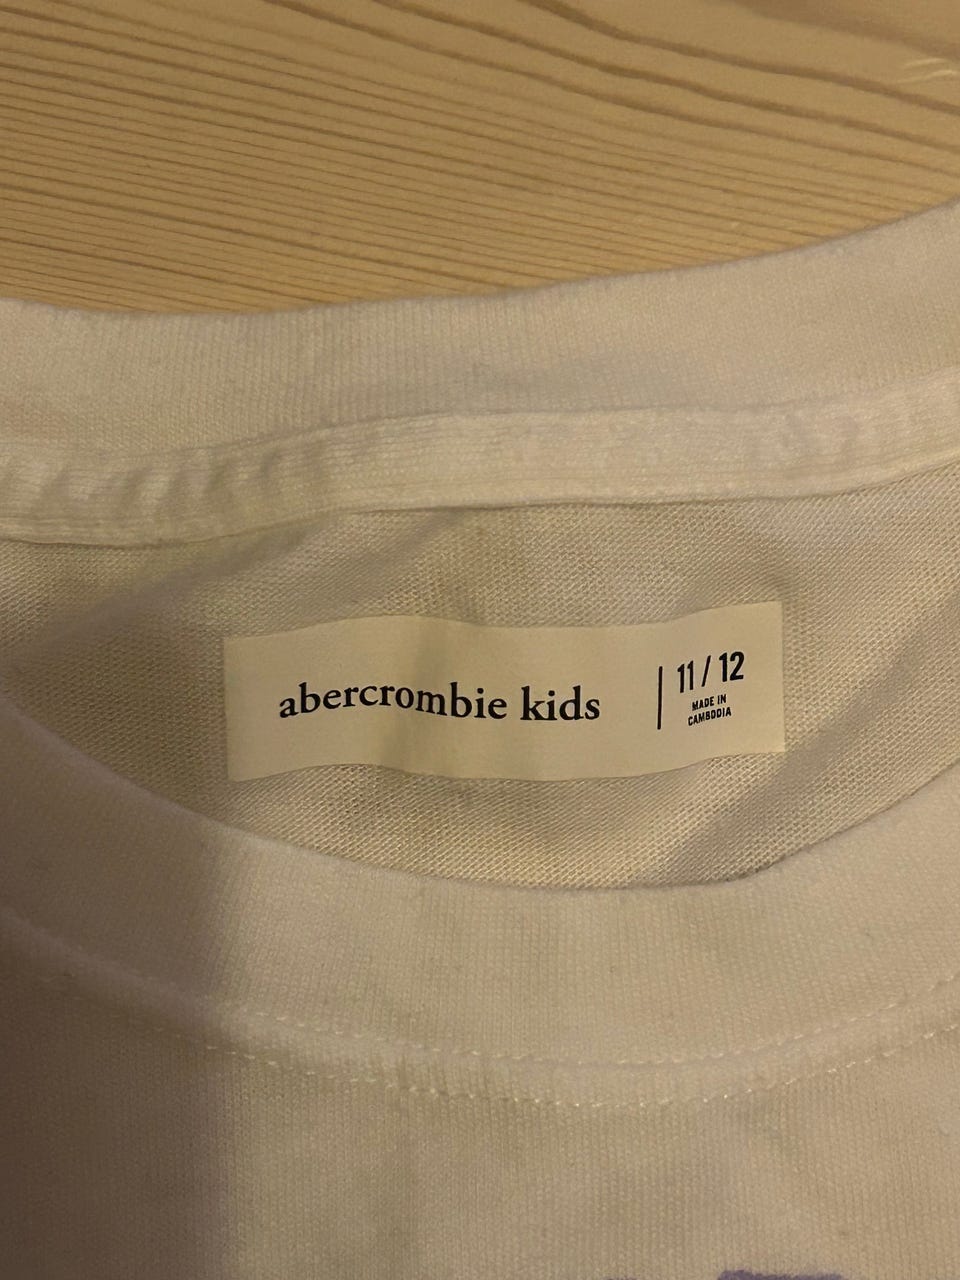 abercrombie kids
11 / 12
MADE IN
CAMBODIA